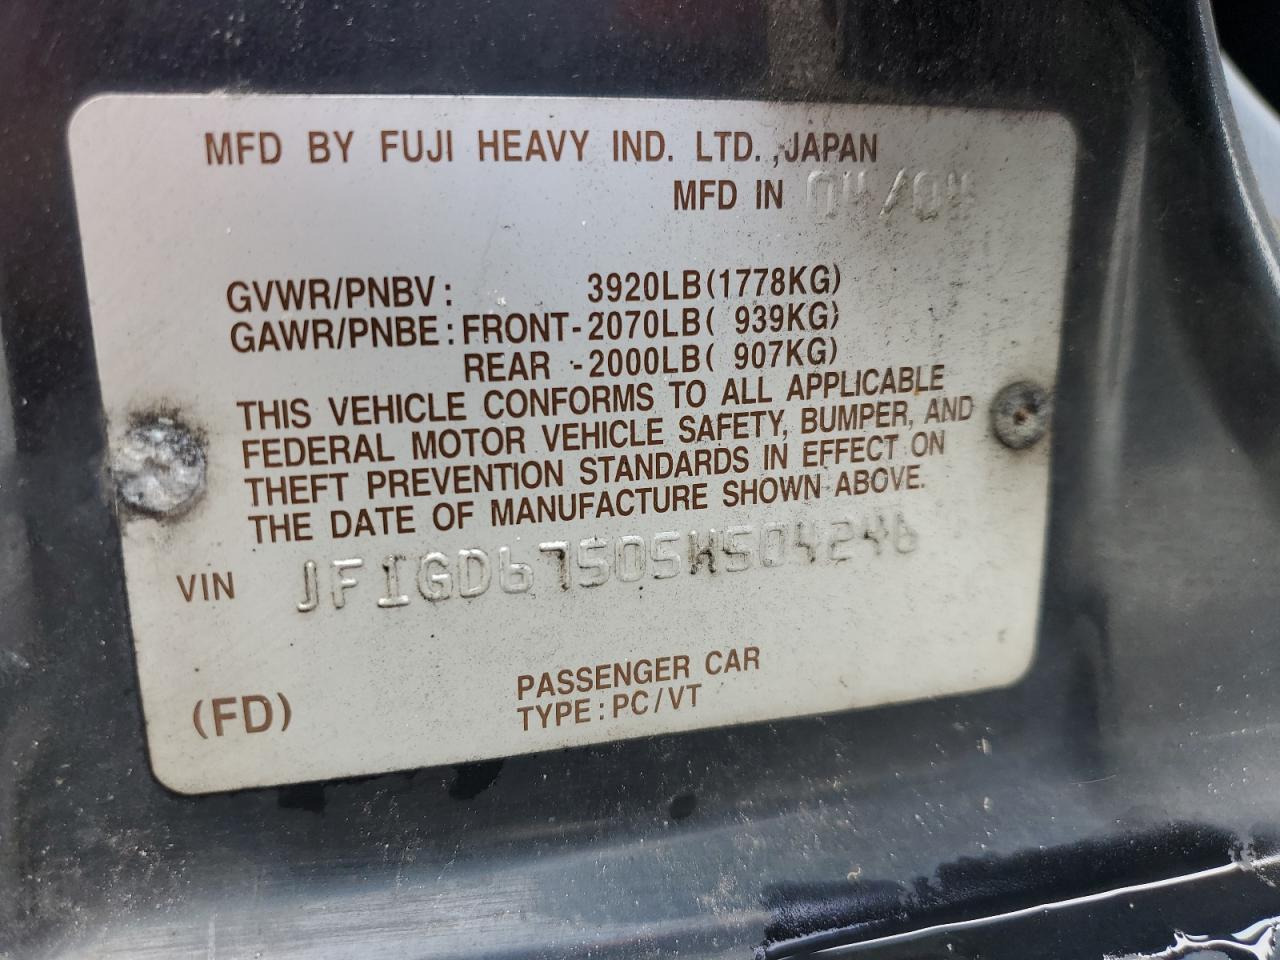 MFD BY FUJI HEAVY IND. LTD.,JAPAN
MFD IN 04/04
GVWR/PNBV: 3920LB(1778KG)
GAWR/PNBE:FRONT-2070LB( 939KG)
REAR -2000LB( 907KG)
THIS VEHICLE CONFORMS TO ALL APPLICABLE
FEDERAL MOTOR VEHICLE SAFETY, BUMPER, AND
THEFT PREVENTION STANDARDS IN EFFECT ON
THE DATE OF MANUFACTURE SHOWN ABOVE.
VIN JF1GD67505H504246
PASSENGER CAR
(FD) TYPE:PC/VT